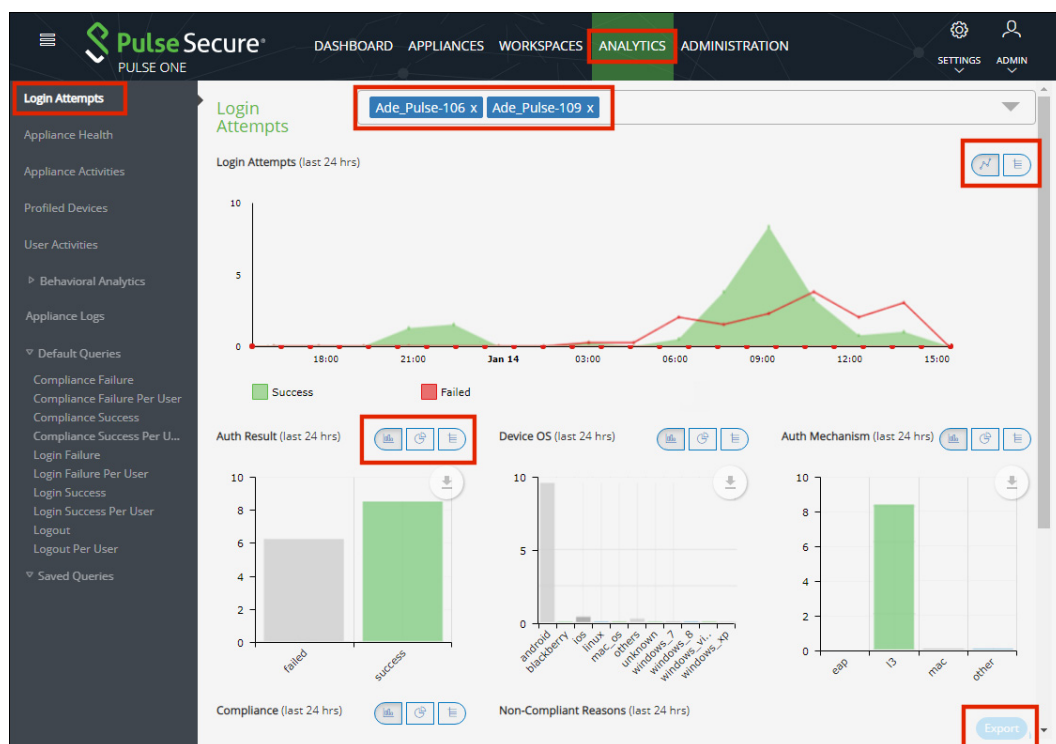 Pulse Secure®
PULSE ONE
DASHBOARD APPLIANCES WORKSPACES ANALYTICS ADMINISTRATION
SETTINGS ADMIN
Login Attempts
Appliance Health
Appliance Activities
Profiled Devices
User Activities
Behavioral Analytics
Appliance Logs
Default Queries
Compliance Failure
Compliance Failure Per User
Compliance Success
Compliance Success Per U...
Login Failure
Login Failure Per User
Login Success
Login Success Per User
Logout
Logout Per User
Saved Queries
Login
Attempts
Ade_Pulse-106 x Ade_Pulse-109 x
Login Attempts (last 24 hrs)
10
5
0
18:00 21:00 Jan 14 03:00 06:00 09:00 12:00 15:00
Success Failed
Auth Result (last 24 hrs)
10
8
6
4
2
0
failed success
Device OS (last 24 hrs)
10
5
0
android blackberry ios linux mac_os others unknown windows_7 windows_8 windows_vi.. windows_xp
Auth Mechanism (last 24 hrs)
10
8
6
4
2
0
eap l3 mac other
Compliance (last 24 hrs)
Non-Compliant Reasons (last 24 hrs)
Export